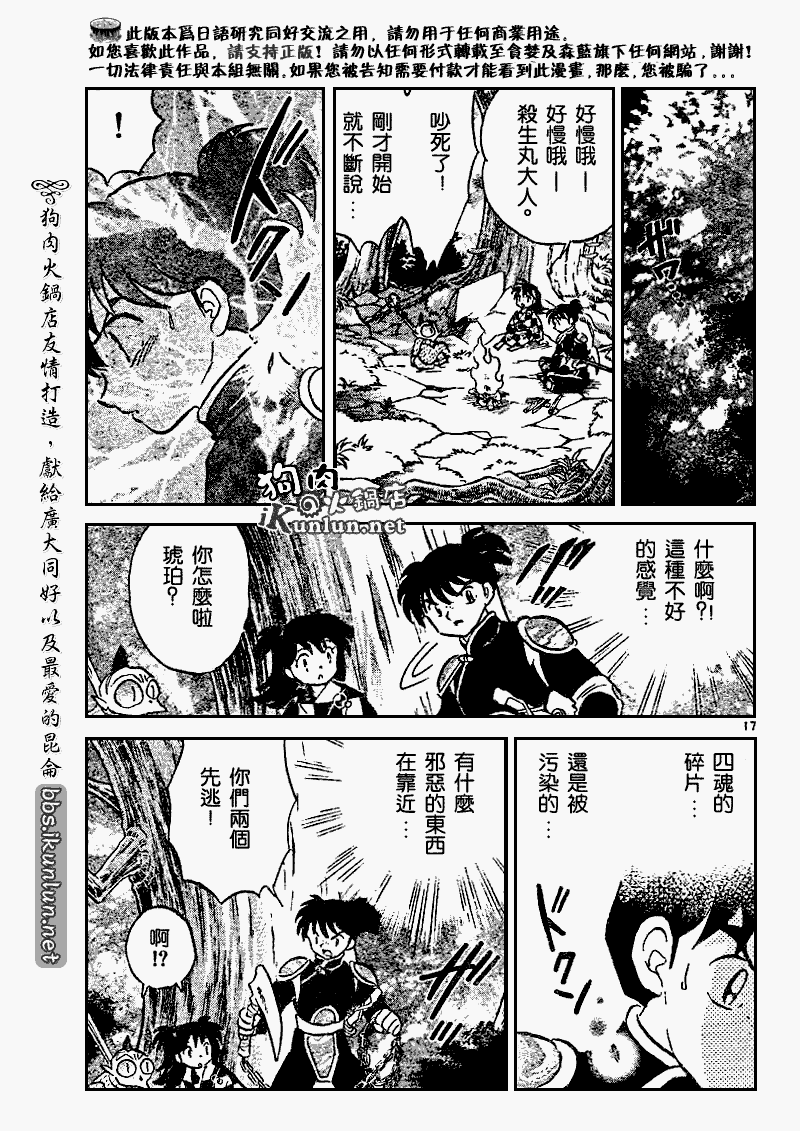 此版本爲日語研究同好交流之用，請勿用于任何商業用途。
如您喜歡此作品，請支持正版！請勿以任何形式轉載至貪婪及森藍旗下任何網站，謝謝！
一切法律責任與本組無關。如果您被告知需要付款才能看到此漫畫，那麽，您被騙了...
ザワ…
好慢哦—
好慢哦—
殺生丸大人。
吵死了！
剛才開始
就不斷說…
！
狗肉火鍋店
iKunlun.net
什麼啊?!
這種不好
的感覺…
你怎麼啦
琥珀？
17
四魂的
碎片…
還是被
污染的…
有什麼
邪惡的東西
在靠近…
你們兩個
先逃！
啊!?
狗肉火鍋店友情打造，獻給廣大同好以及最愛的昆侖
bbs.ikunlun.net